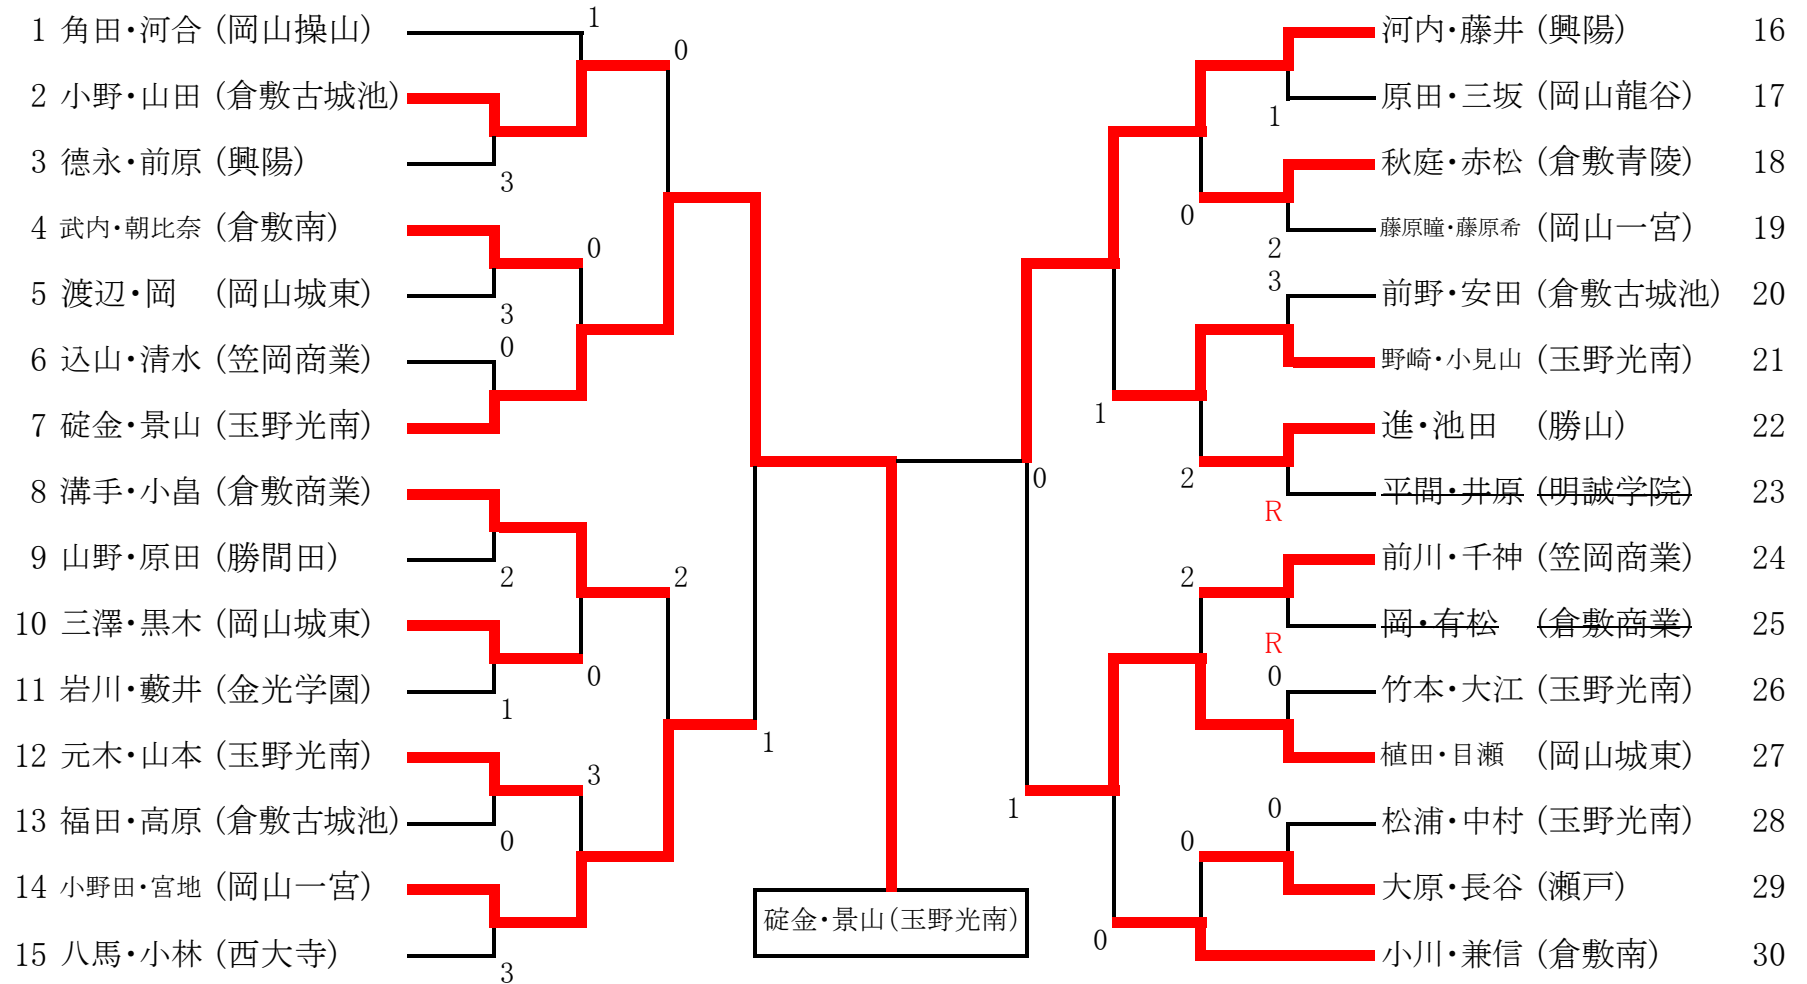 1 角田・河合 (岡山操山)
1
0
2 小野・山田 (倉敷古城池)
3 徳永・前原 (興陽)
3
4 武内・朝比奈 (倉敷南)
0
5 渡辺・岡 (岡山城東)
3
0
6 込山・清水 (笠岡商業)
7 碇金・景山 (玉野光南)
8 溝手・小畠 (倉敷商業)
9 山野・原田 (勝間田)
2
2
10 三澤・黒木 (岡山城東)
0
11 岩川・藪井 (金光学園)
1
1
12 元木・山本 (玉野光南)
3
13 福田・高原 (倉敷古城池)
0
14 小野田・宮地 (岡山一宮)
15 八馬・小林 (西大寺)
3
碇金・景山(玉野光南)
河内・藤井 (興陽) 16
原田・三坂 (岡山龍谷) 17
1
秋庭・赤松 (倉敷青陵) 18
0
藤原瞳・藤原希 (岡山一宮) 19
2
3
前野・安田 (倉敷古城池) 20
野崎・小見山 (玉野光南) 21
1
進・池田 (勝山) 22
0
2
平間・井原 (明誠学院) 23
R
前川・千神 (笠岡商業) 24
2
岡・有松 (倉敷商業) 25
R
0
竹本・大江 (玉野光南) 26
植田・目瀬 (岡山城東) 27
1
0
松浦・中村 (玉野光南) 28
0
大原・長谷 (瀬戸) 29
0
小川・兼信 (倉敷南) 30